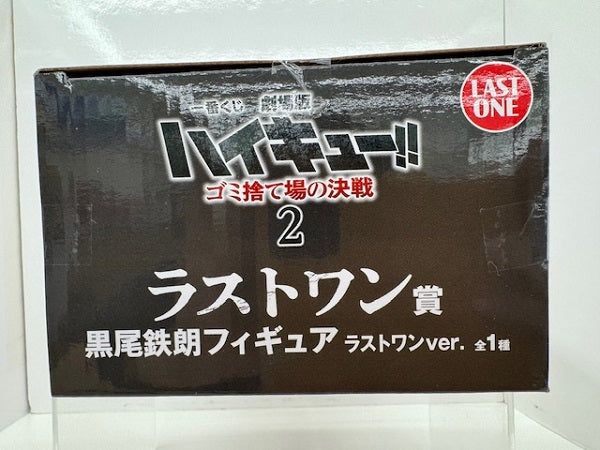 一番くじ 劇場版
LAST
ONE
ハイキュー!!
ゴミ捨て場の決戦
2
ラストワン賞
黒尾鉄朗フィギュア ラストワンver. 全1種